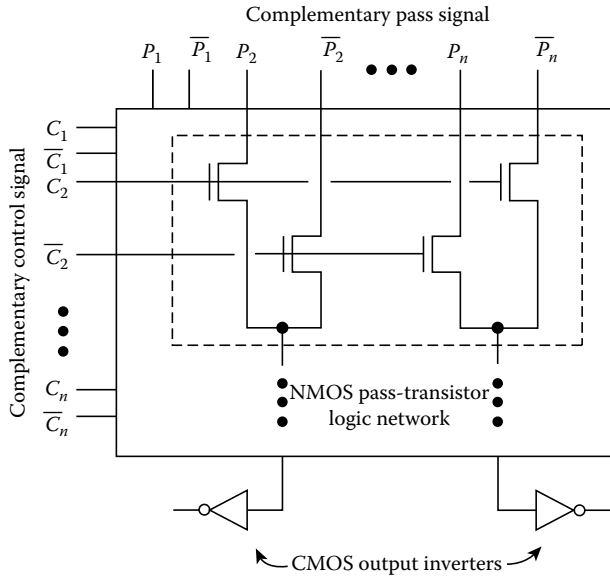 Complementary pass signal
P₁ P̅₁ P₂ P̅₂ ••• Pₙ P̅ₙ
Complementary control signal
C₁
C̅₁
C₂
C̅₂
Cₙ
C̅ₙ
NMOS pass-transistor
logic network
CMOS output inverters